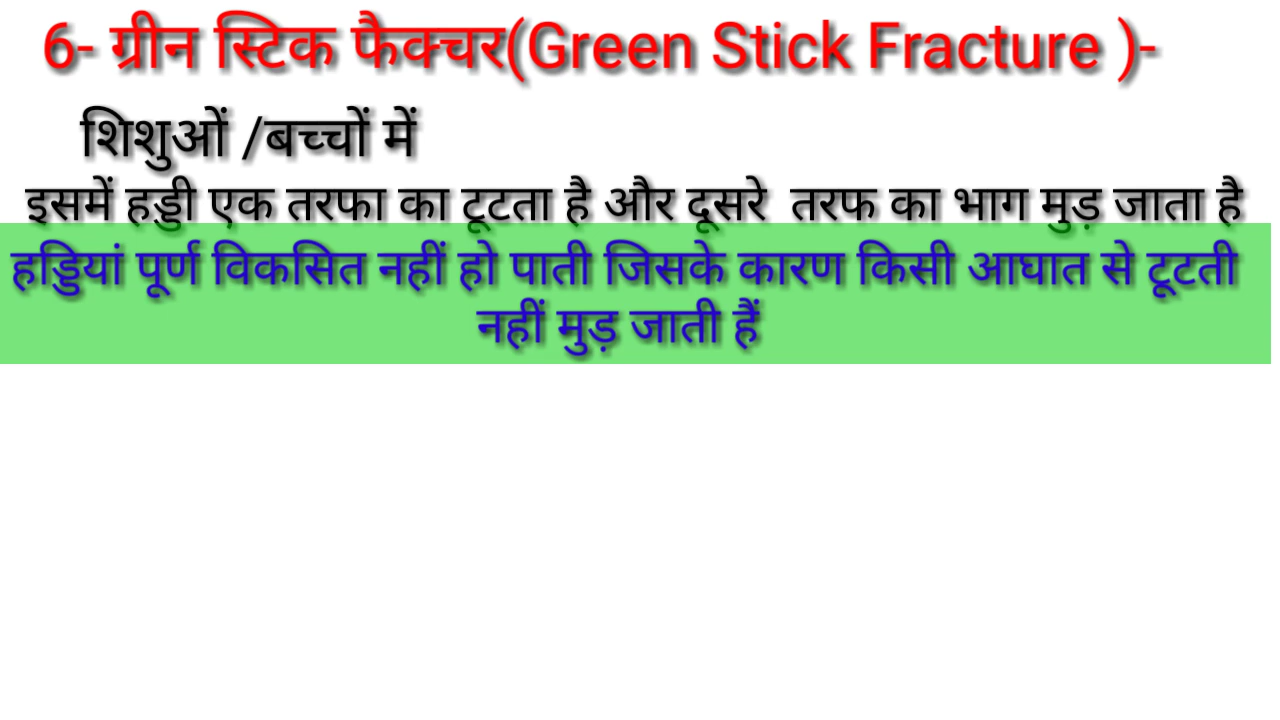 6- ग्रीन स्टिक फैक्चर(Green Stick Fracture )-
शिशुओं /बच्चों में
इसमें हड्डी एक तरफा का टूटता है और दूसरे तरफ का भाग मुड़ जाता है
हड्डियां पूर्ण विकसित नहीं हो पाती जिसके कारण किसी आघात से टूटती
नहीं मुड़ जाती हैं